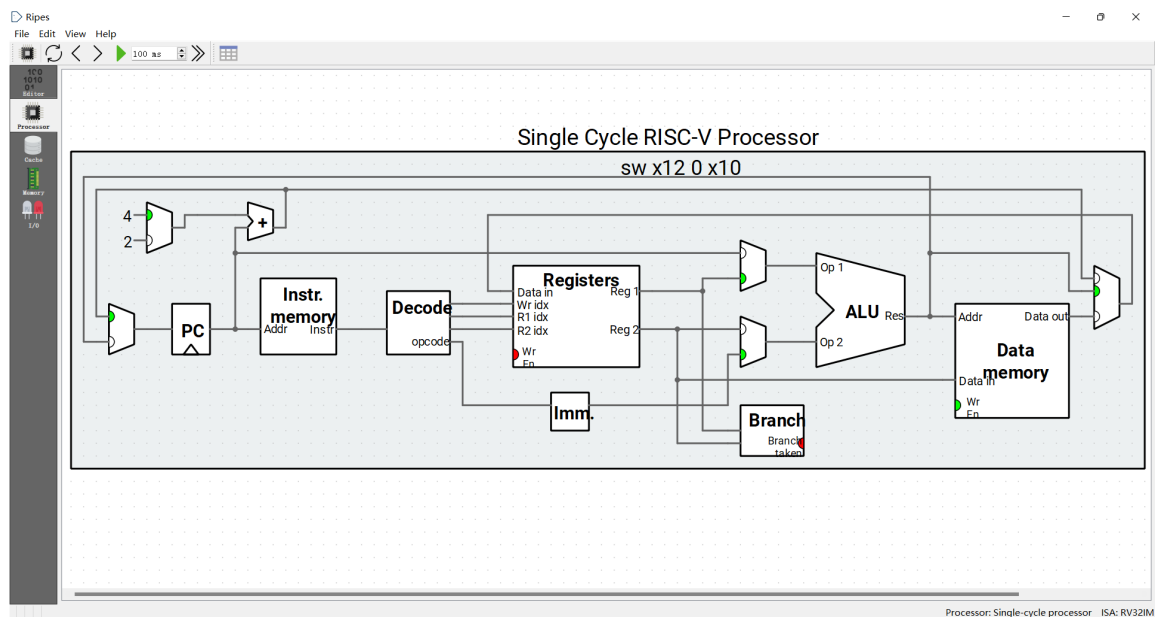 Ripes
File Edit View Help
100 ms
Editor
Processor
Cache
Memory
I/O
Single Cycle RISC-V Processor
sw x12 0 x10
4
2
+
PC
Instr.
memory
Addr Instr
Decode
opcode
Registers
Data in
Wr idx
R1 idx
R2 idx
Wr
En
Reg 1
Reg 2
Imm.
Op 1
Op 2
ALU
Res
Branch
Branch
taken
Addr
Data out
Data
memory
Data in
Wr
En
Processor: Single-cycle processor ISA: RV32IM